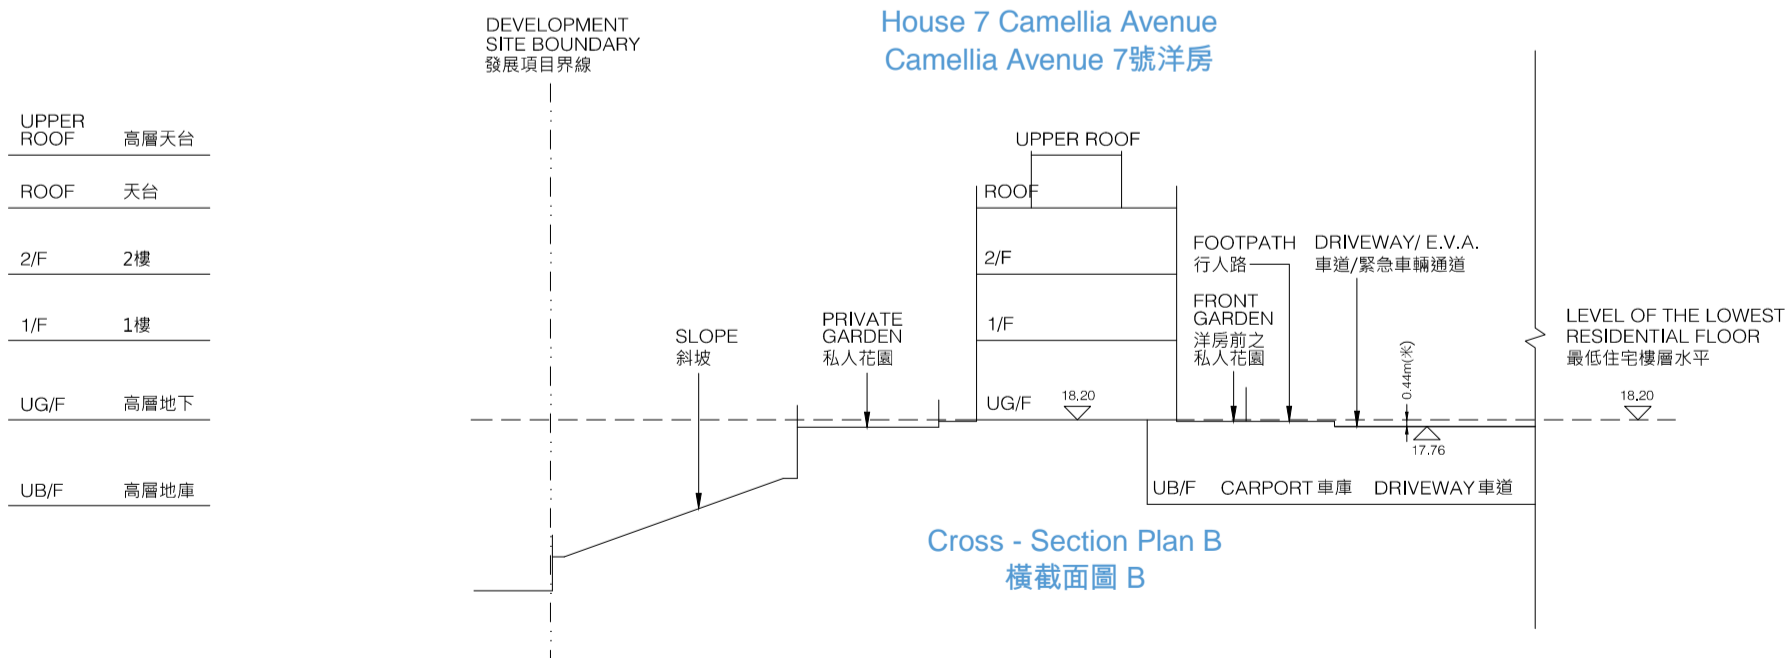 House 7 Camellia Avenue
Camellia Avenue 7號洋房
DEVELOPMENT
SITE BOUNDARY
發展項目界線
UPPER
ROOF 高層天台
ROOF 天台
2/F 2樓
1/F 1樓
UG/F 高層地下
UB/F 高層地庫
UPPER ROOF
ROOF
2/F
1/F
UG/F
18.20
SLOPE
斜坡
PRIVATE
GARDEN
私人花園
FOOTPATH
行人路
FRONT
GARDEN
洋房前之
私人花園
DRIVEWAY/ E.V.A.
車道/緊急車輛通道
0.44m(米)
17.76
UB/F CARPORT 車庫 DRIVEWAY 車道
LEVEL OF THE LOWEST
RESIDENTIAL FLOOR
最低住宅樓層水平
18.20
Cross - Section Plan B
橫截面圖 B